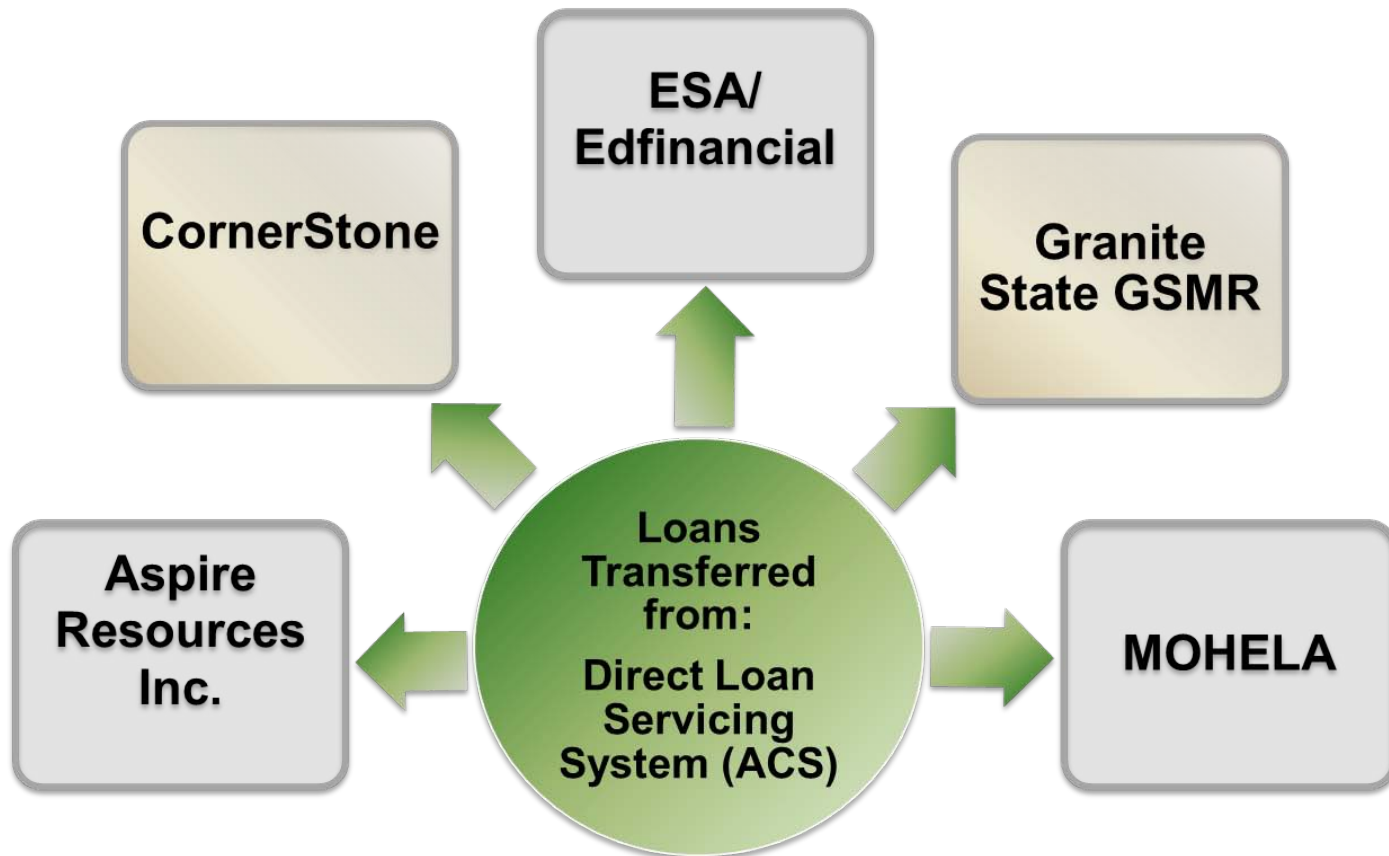 ESA/
Edfinancial
CornerStone
Granite
State GSMR
Aspire
Resources
Inc.
Loans
Transferred
from:
Direct Loan
Servicing
System (ACS)
MOHELA